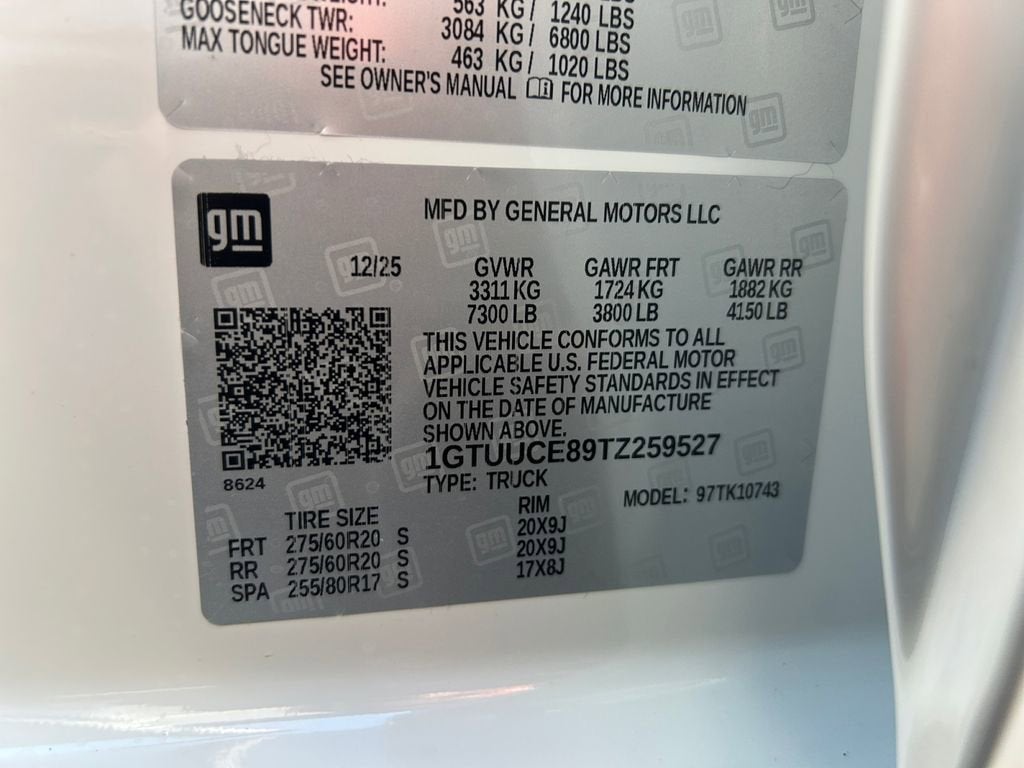 563 KG / 1240 LBS
GOOSENECK TWR: 3084 KG / 6800 LBS
MAX TONGUE WEIGHT: 463 KG / 1020 LBS
SEE OWNER'S MANUAL FOR MORE INFORMATION
gm
MFD BY GENERAL MOTORS LLC
12/25 GVWR GAWR FRT GAWR RR
3311 KG 1724 KG 1882 KG
7300 LB 3800 LB 4150 LB
THIS VEHICLE CONFORMS TO ALL
APPLICABLE U.S. FEDERAL MOTOR
VEHICLE SAFETY STANDARDS IN EFFECT
ON THE DATE OF MANUFACTURE
SHOWN ABOVE.
1GTUUCE89TZ259527
8624
TYPE: TRUCK MODEL: 97TK10743
TIRE SIZE RIM
FRT 275/60R20 S 20X9J
RR 275/60R20 S 20X9J
SPA 255/80R17 S 17X8J